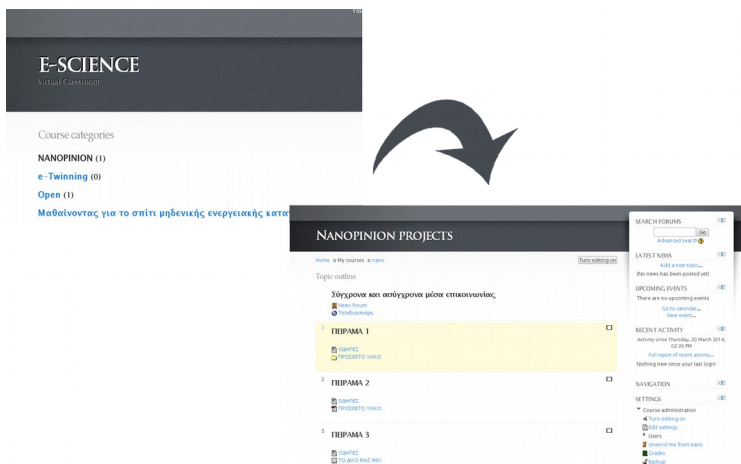 E-SCIENCE
Virtual Classroom
Course categories
NANOPINION (1)
e-Twinning (0)
Open (1)
Μαθαίνοντας για το σπίτι μηδενικής ενεργειακής κατα
NANOPINION PROJECTS
Home My courses nano
Turn editing on
Topic outline
Σύγχρονα και ασύγχρονα μέσα επικοινωνίας
News forum
Τηλεδιάσκεψη
1 ΠΕΙΡΑΜΑ 1
ΟΔΗΓΙΕΣ
ΠΡΟΣΘΕΤΟ ΥΛΙΚΟ
2 ΠΕΙΡΑΜΑ 2
ΟΔΗΓΙΕΣ
ΠΡΟΣΘΕΤΟ ΥΛΙΚΟ
3 ΠΕΙΡΑΜΑ 3
ΟΔΗΓΙΕΣ
ΤΟ ΔΙΚΟ ΜΑΣ WIKI
SEARCH FORUMS
Go
Advanced search
LATEST NEWS
Add a new topic...
(No news has been posted yet)
UPCOMING EVENTS
There are no upcoming events
Go to calendar...
New event...
RECENT ACTIVITY
Activity since Thursday, 20 March 2014,
02:28 PM
Full report of recent activity...
Nothing new since your last login
NAVIGATION
SETTINGS
Course administration
Turn editing on
Edit settings
Users
Unenrol me from nano
Grades
Backup